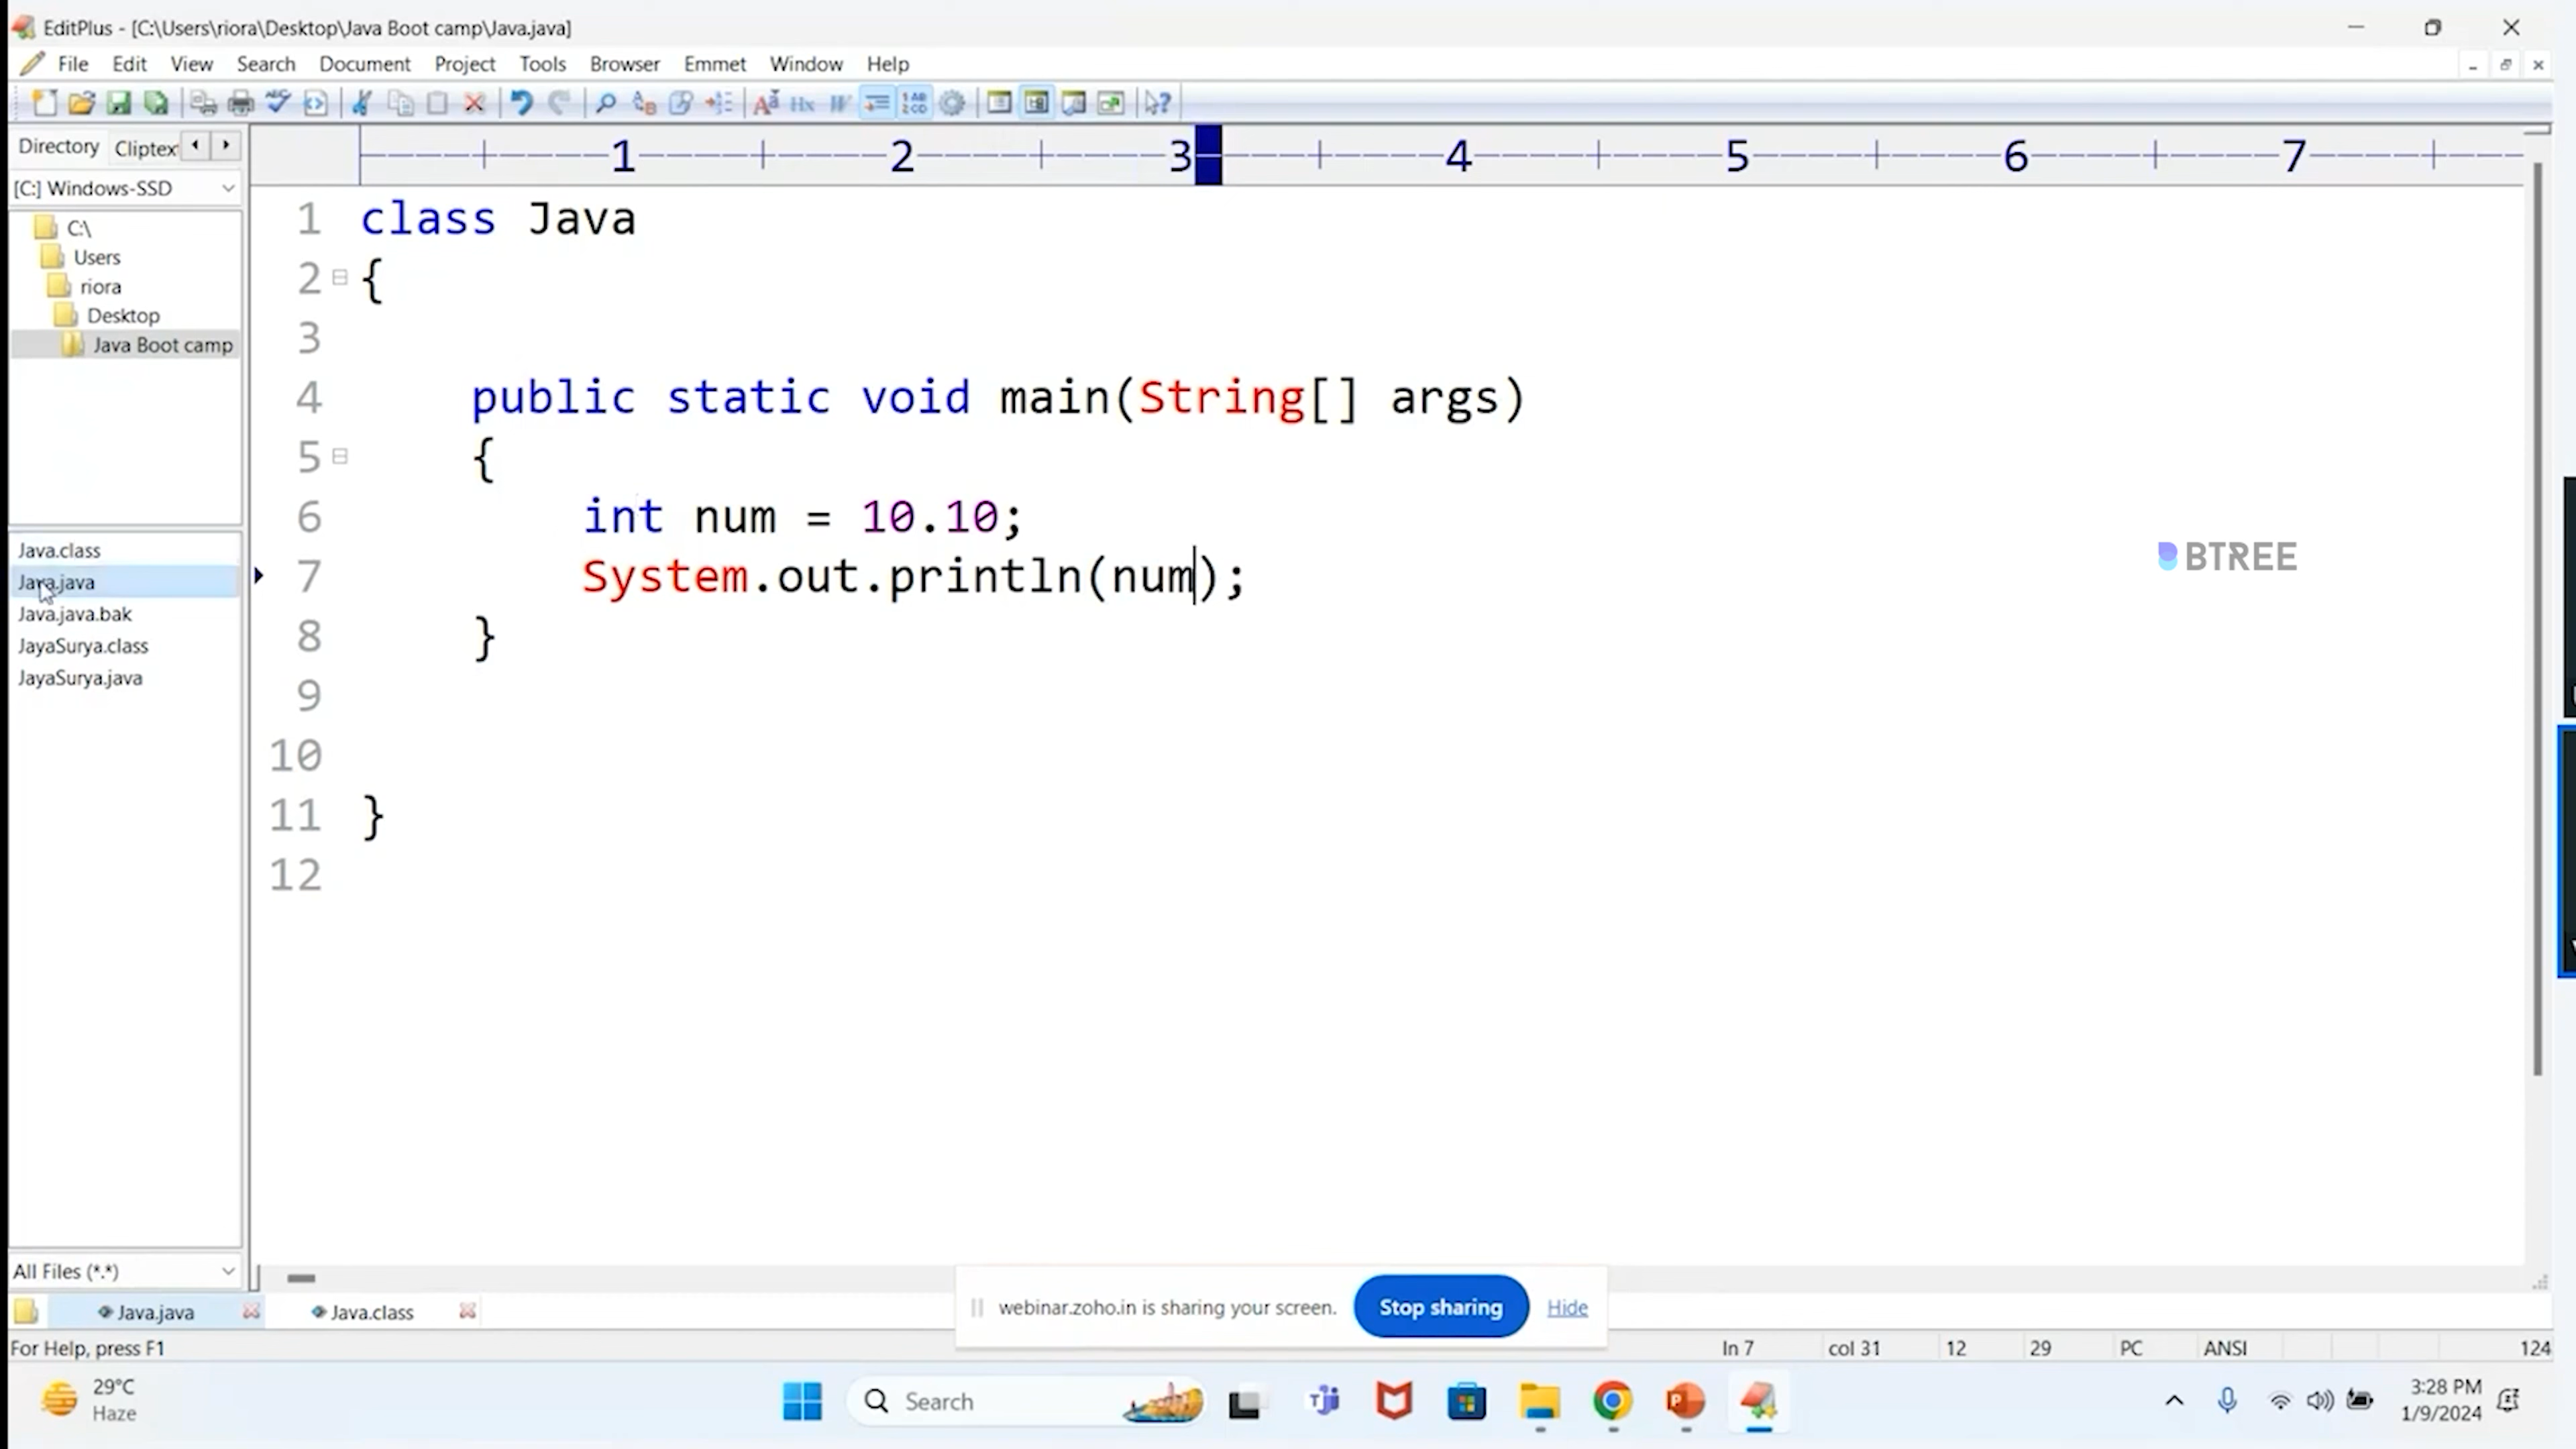 EditPlus - [C:\Users\riora\Desktop\Java Boot camp\Java.java]
File Edit View Search Document Project Tools Browser Emmet Window Help
Directory Cliptex
[C:] Windows-SSD
C:\
Users
riora
Desktop
Java Boot camp
Java.class
Java.java
Java.java.bak
JayaSurya.class
JayaSurya.java
All Files (*.*)
1 2 3 4 5 6 7
1 class Java
2 {
3
4 public static void main(String[] args)
5 {
6 int num = 10.10;
7 System.out.println(num);
8 }
9
10
11 }
12
BTREE
webinar.zoho.in is sharing your screen. Stop sharing Hide
Java.java Java.class
For Help, press F1 ln 7 col 31 12 29 PC ANSI 124
29°C
Haze
Search
3:28 PM
1/9/2024